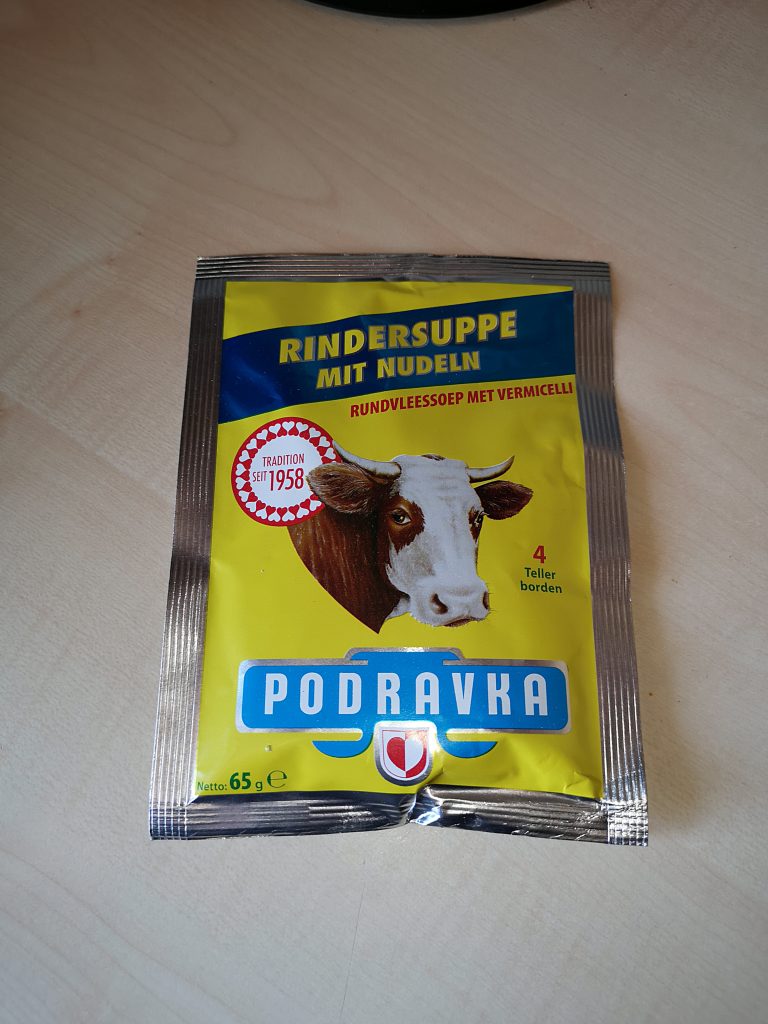 RINDERSUPPE
MIT NUDELN
RUNDVLEESSOEP MET VERMICELLI
TRADITION
SEIT 1958
4
Teller
borden
PODRAVKA
Netto: 65 g ℮